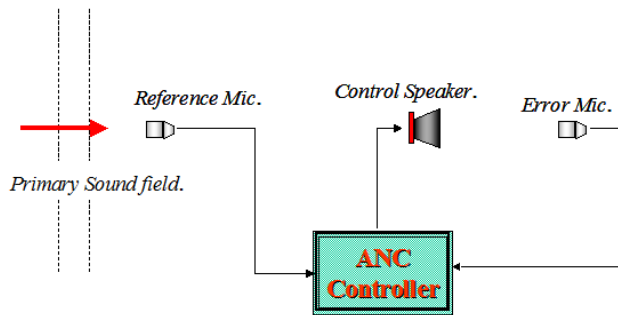 Reference Mic.
Control Speaker.
Error Mic.
Primary Sound field.
ANC
Controller